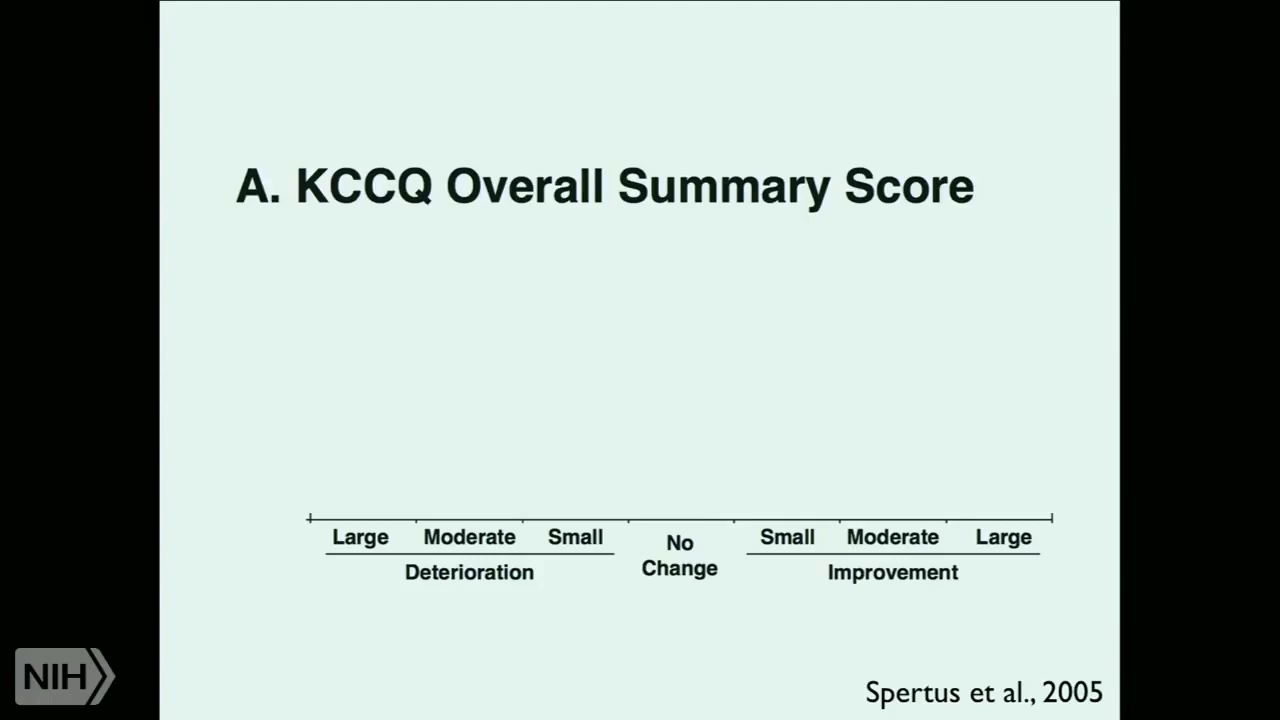 A. KCCQ Overall Summary Score
Large Moderate Small No Change Small Moderate Large
Deterioration Improvement
Spertus et al., 2005
NIH